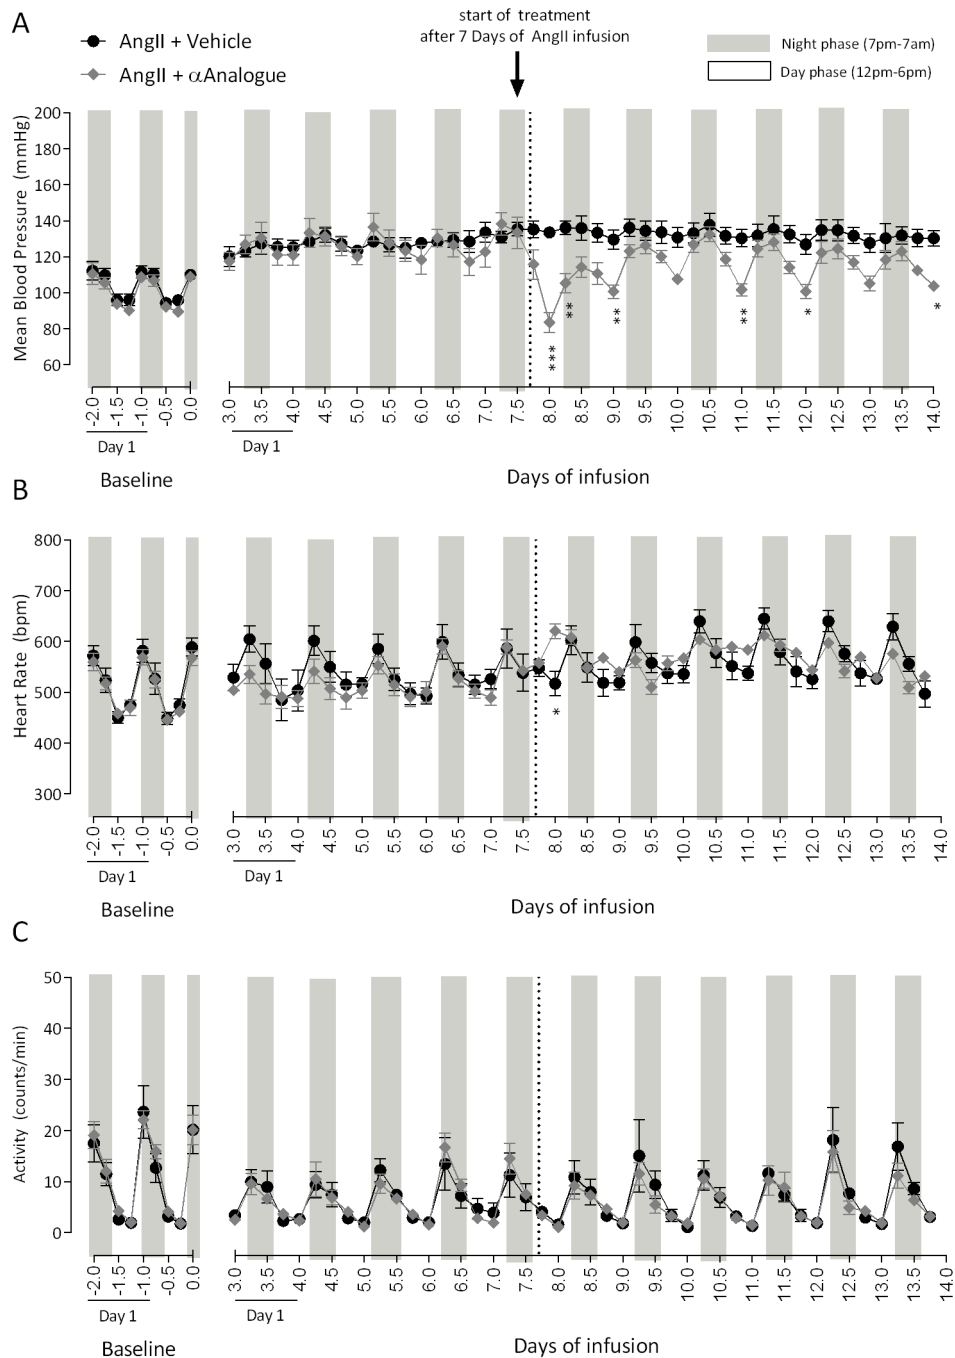 A
start of treatment
after 7 Days of AngII infusion
AngII + Vehicle
AngII + αAnalogue
Night phase (7pm-7am)
Day phase (12pm-6pm)
Mean Blood Pressure (mmHg)
200
180
160
140
120
100
80
60
***
**
**
**
*
*
-2.0 -1.5 -1.0 -0.5 0.0 3.0 3.5 4.0 4.5 5.0 5.5 6.0 6.5 7.0 7.5 8.0 8.5 9.0 9.5 10.0 10.5 11.0 11.5 12.0 12.5 13.0 13.5 14.0
Day 1 Day 1
Baseline Days of infusion
B
Heart Rate (bpm)
800
700
600
500
400
300
*
-2.0 -1.5 -1.0 -0.5 0.0 3.0 3.5 4.0 4.5 5.0 5.5 6.0 6.5 7.0 7.5 8.0 8.5 9.0 9.5 10.0 10.5 11.0 11.5 12.0 12.5 13.0 13.5 14.0
Day 1 Day 1
Baseline Days of infusion
C
Activity (counts/min)
50
40
30
20
10
0
-2.0 -1.5 -1.0 -0.5 0.0 3.0 3.5 4.0 4.5 5.0 5.5 6.0 6.5 7.0 7.5 8.0 8.5 9.0 9.5 10.0 10.5 11.0 11.5 12.0 12.5 13.0 13.5 14.0
Day 1 Day 1
Baseline Days of infusion